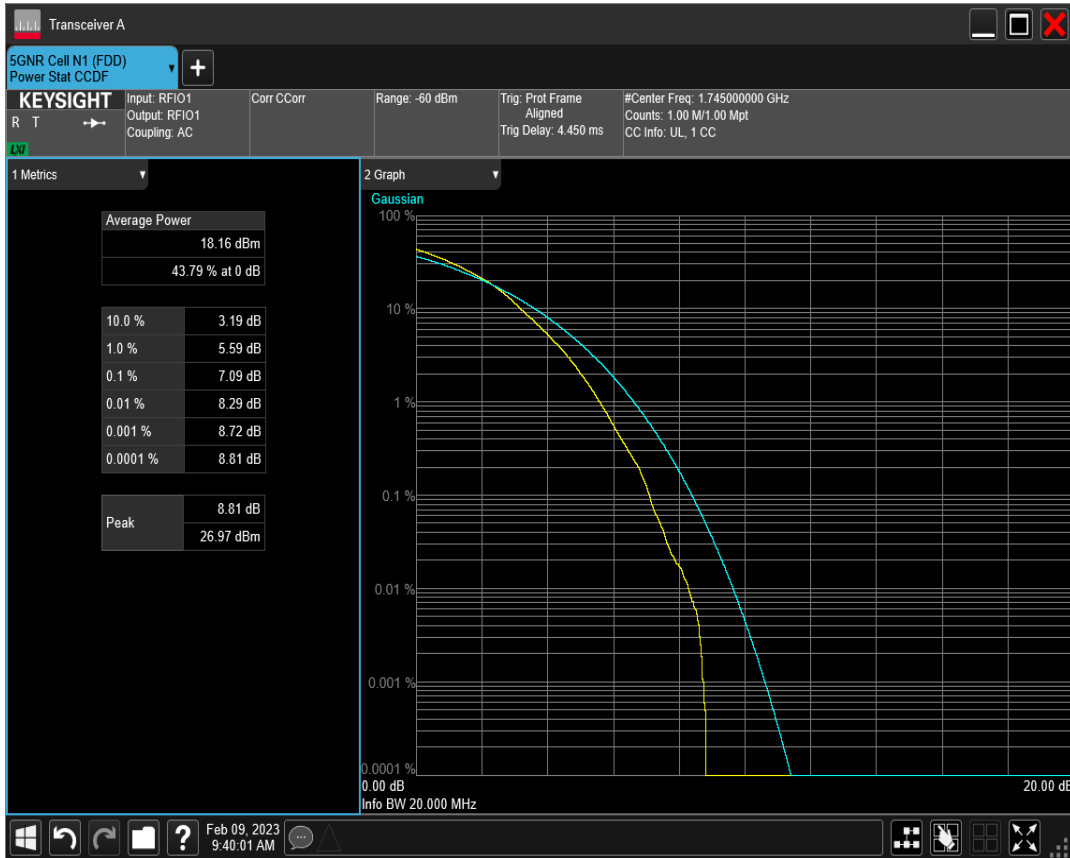 Transceiver A
5GNR Cell N1 (FDD)
Power Stat CCDF
+
KEYSIGHT
R T
LXI
Input: RFIO1
Output: RFIO1
Coupling: AC
Corr CCorr
Range: -60 dBm
Trig: Prot Frame
Aligned
Trig Delay: 4.450 ms
#Center Freq: 1.745000000 GHz
Counts: 1.00 M/1.00 Mpt
CC Info: UL, 1 CC
1 Metrics
Average Power
18.16 dBm
43.79 % at 0 dB
10.0 % 3.19 dB
1.0 % 5.59 dB
0.1 % 7.09 dB
0.01 % 8.29 dB
0.001 % 8.72 dB
0.0001 % 8.81 dB
Peak
8.81 dB
26.97 dBm
2 Graph
Gaussian
100 %
10 %
1 %
0.1 %
0.01 %
0.001 %
0.0001 %
0.00 dB 20.00 dB
Info BW 20.000 MHz
?
Feb 09, 2023
9:40:01 AM